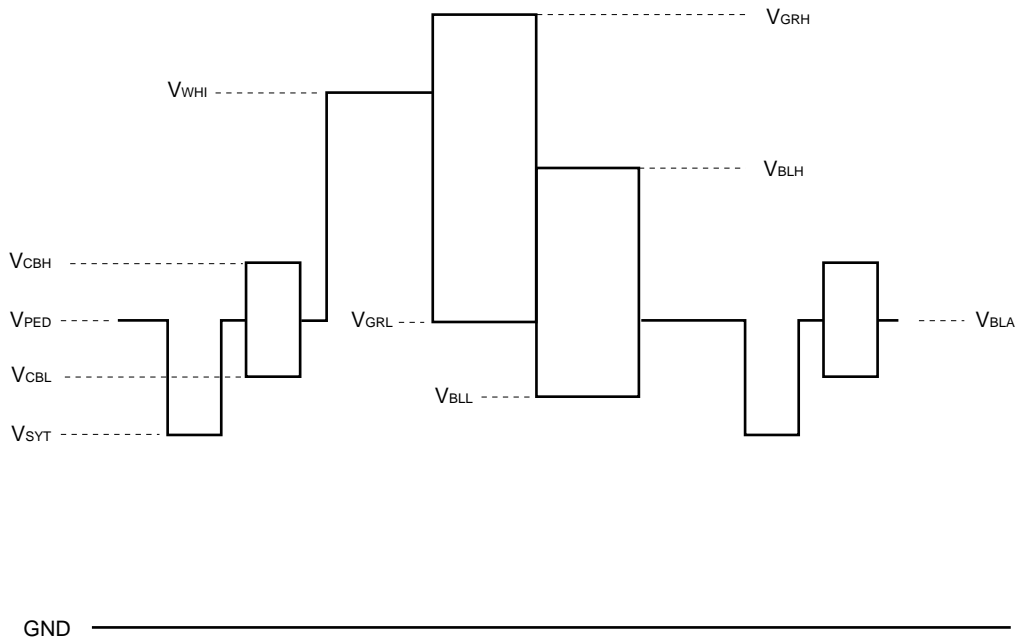 VGRH
VWHI
VBLH
VCBH
VPED
VGRL
VBLA
VCBL
VBLL
VSYT
GND